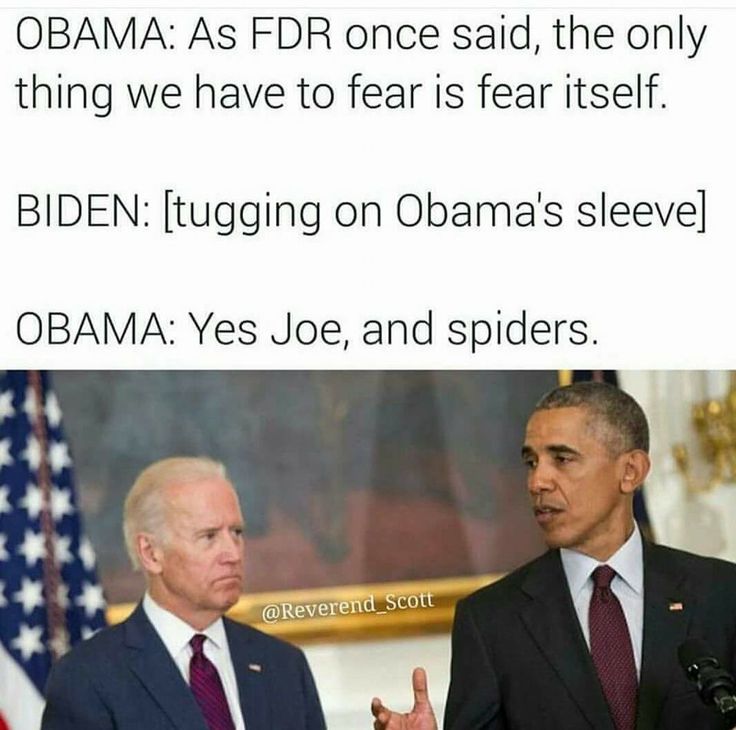 OBAMA: As FDR once said, the only
thing we have to fear is fear itself.
BIDEN: [tugging on Obama's sleeve]
OBAMA: Yes Joe, and spiders.
@Reverend_Scott